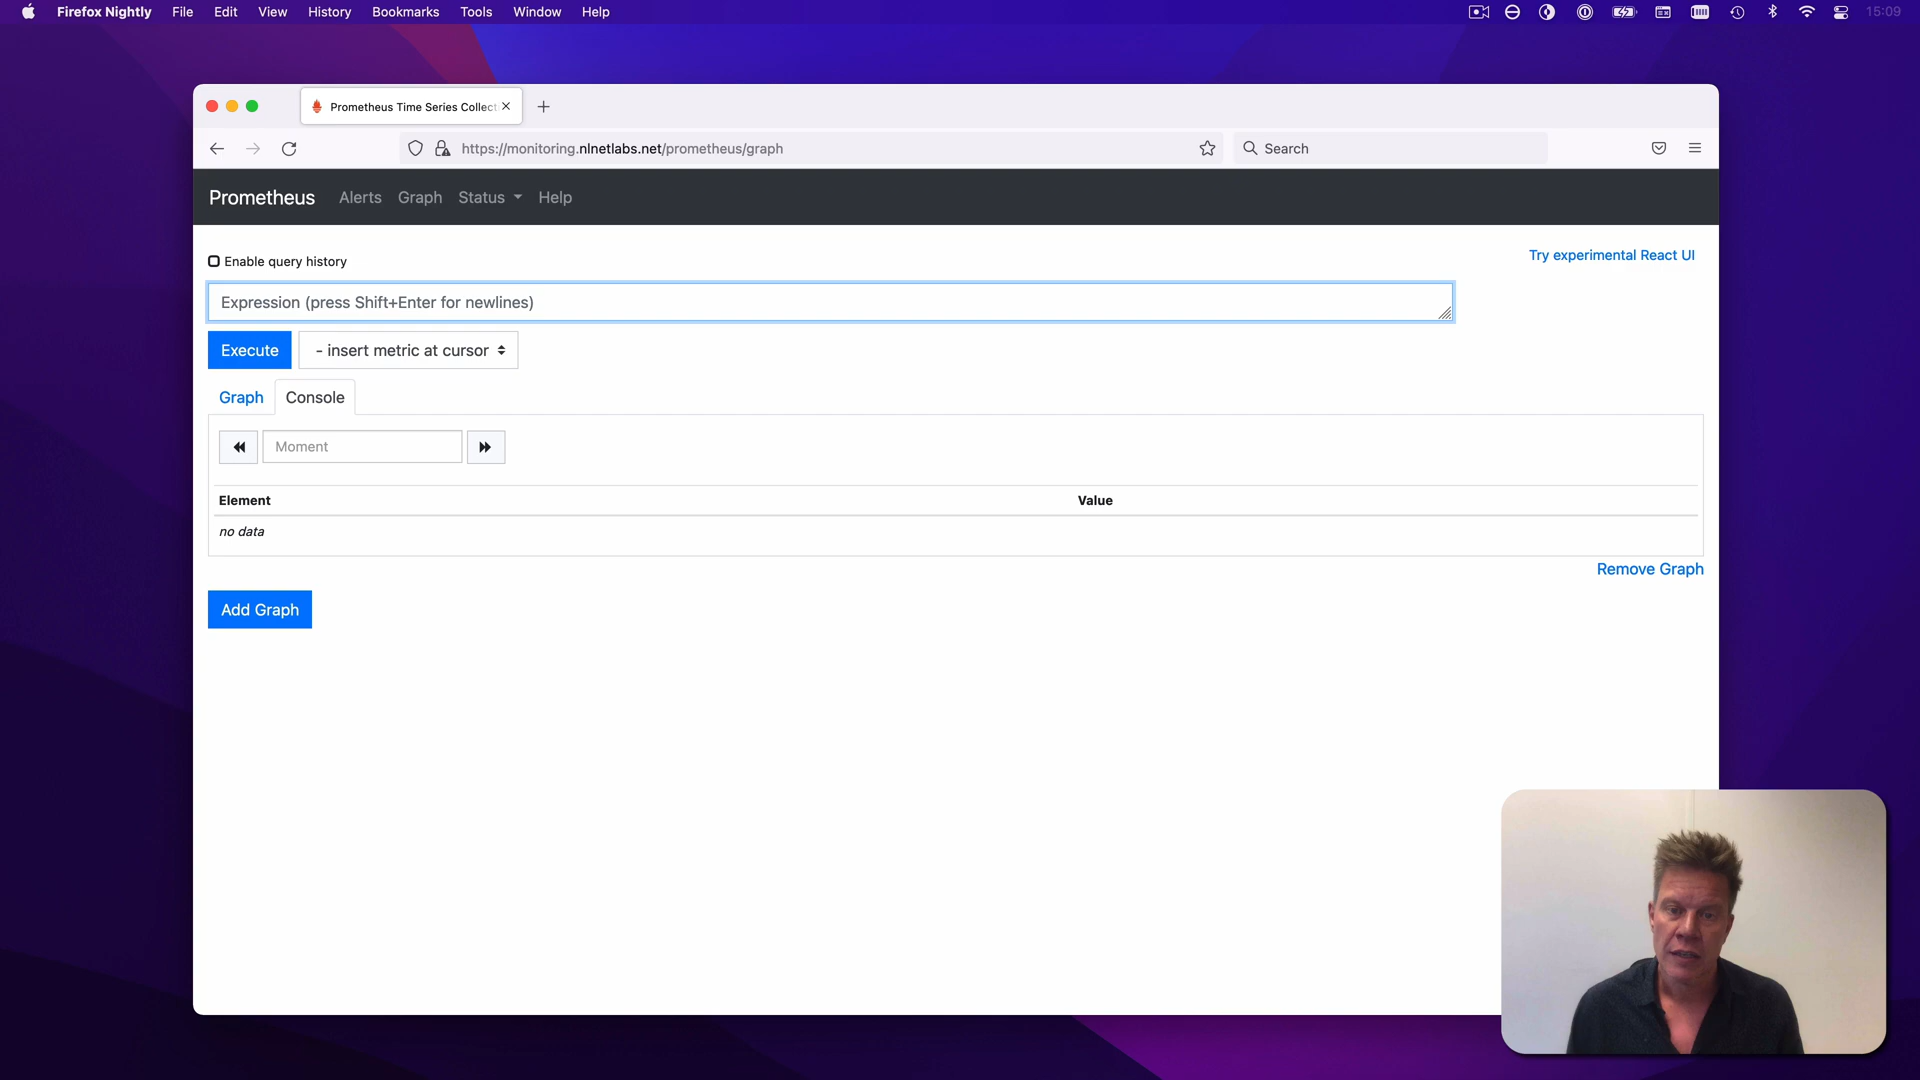 Firefox Nightly File Edit View History Bookmarks Tools Window Help 15:09
Prometheus Time Series Collect
https://monitoring.nlnetlabs.net/prometheus/graph Search
Prometheus Alerts Graph Status Help
Enable query history Try experimental React UI
Expression (press Shift+Enter for newlines)
Execute - insert metric at cursor
Graph Console
Moment
Element Value
no data
Remove Graph
Add Graph